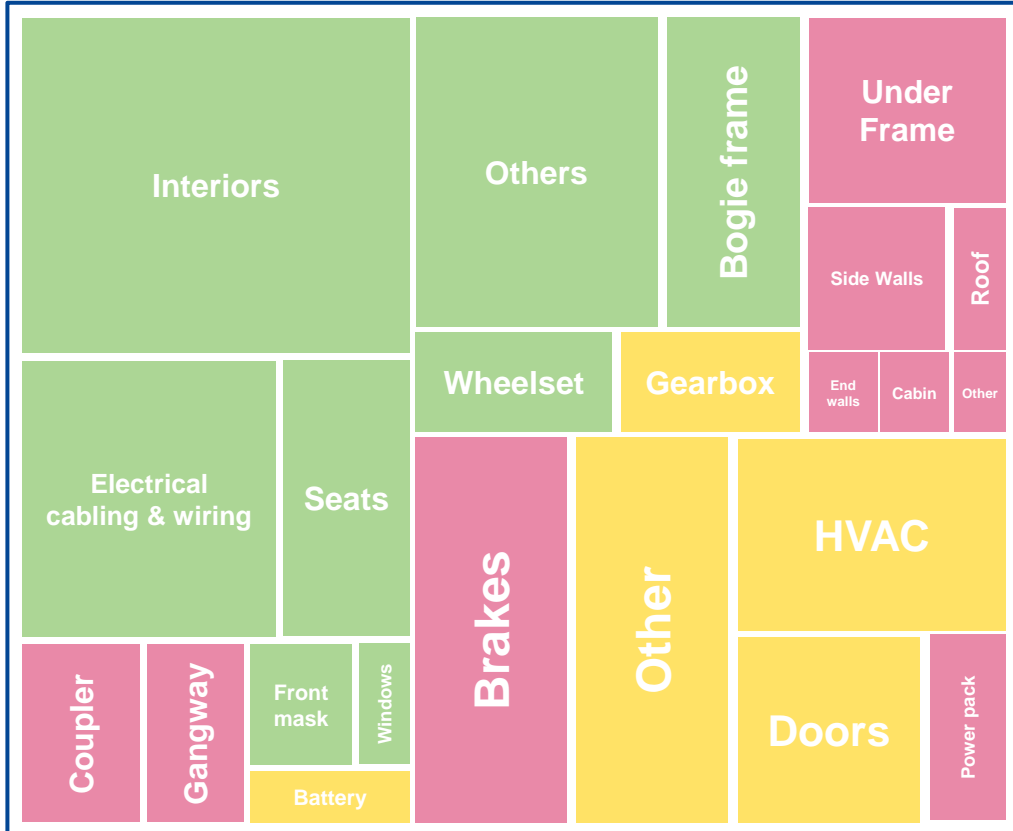 Interiors
Others
Bogie frame
Under
Frame
Side Walls
Roof
End
walls
Cabin
Other
Wheelset
Gearbox
Electrical
cabling & wiring
Seats
Brakes
Other
HVAC
Doors
Power pack
Coupler
Gangway
Front
mask
Windows
Battery